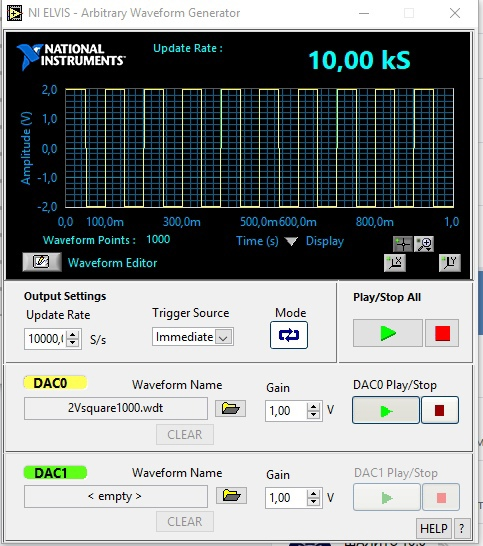 NI ELVIS - Arbitrary Waveform Generator
NATIONAL INSTRUMENTS™
Update Rate :
10,00 kS
Amplitude (V)
2,0
1,0
0,0
-1,0
-2,0
0,0 100,0m 300,0m 500,0m 600,0m 800,0m 1,0
Waveform Points : 1000
Time (s)
Display
Waveform Editor
X
Y
Output Settings
Update Rate
10000,(
S/s
Trigger Source
Immediate
Mode
Play/Stop All
DAC0
Waveform Name
2Vsquare1000.wdt
CLEAR
Gain
1,00
V
DAC0 Play/Stop
DAC1
Waveform Name
< empty >
CLEAR
Gain
1,00
V
DAC1 Play/Stop
HELP
?